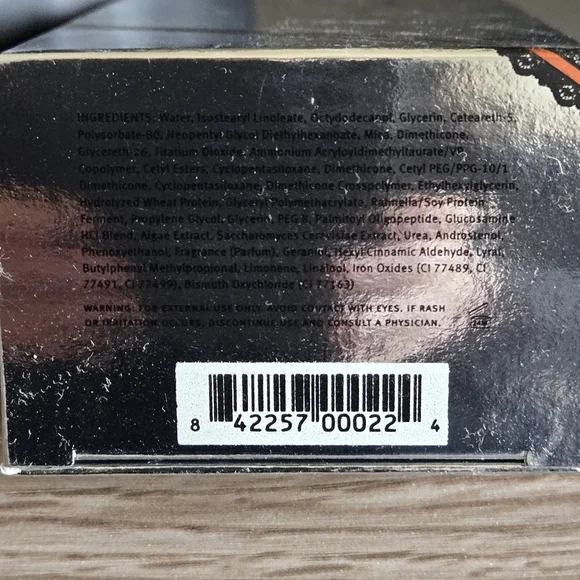 INGREDIENTS: Water, Isostearyl Linoleate, Octyldodecanol, Glycerin, Ceteareth-5,
Polysorbate-80, Neopentyl Glycol Diethylhexanoate, Mica, Dimethicone,
Glycereth-26, Titatium Dioxide, Ammonium Acryloyldimethyltaurate/VP
Copolymer, Cetyl Esters, Cyclopentasiloxane, Dimethicone, Cetyl PEG/PPG-10/1
Dimethicone, Cyclopentasiloxane, Dimethicone Crosspolymer, Ethylhexylglycerin,
Hydrolyzed Wheat Protein, Glyceryl Polymethacrylate, Rahnella/Soy Protein
Ferment, Propylene Glycol, Glycerin, PEG 8, Palmitoyl Oligopeptide, Glucosamine
HCl Blend, Algae Extract, Saccharomyces Cerevisiae Extract, Urea, Androstenol,
Phenoxyethanol, Fragrance (Parfum), Geraniol, Hexyl Cinnamic Aldehyde, Lyral,
Butylphenyl Methylpropional, Limonene, Linalool, Iron Oxides (CI 77489, CI
77491, CI 77499), Bismuth Oxychloride (CI 77163)
WARNING: FOR EXTERNAL USE ONLY. AVOID CONTACT WITH EYES. IF RASH
OR IRRITATION OCCURS, DISCONTINUE USE AND CONSULT A PHYSICIAN.
8 42257 00022 4